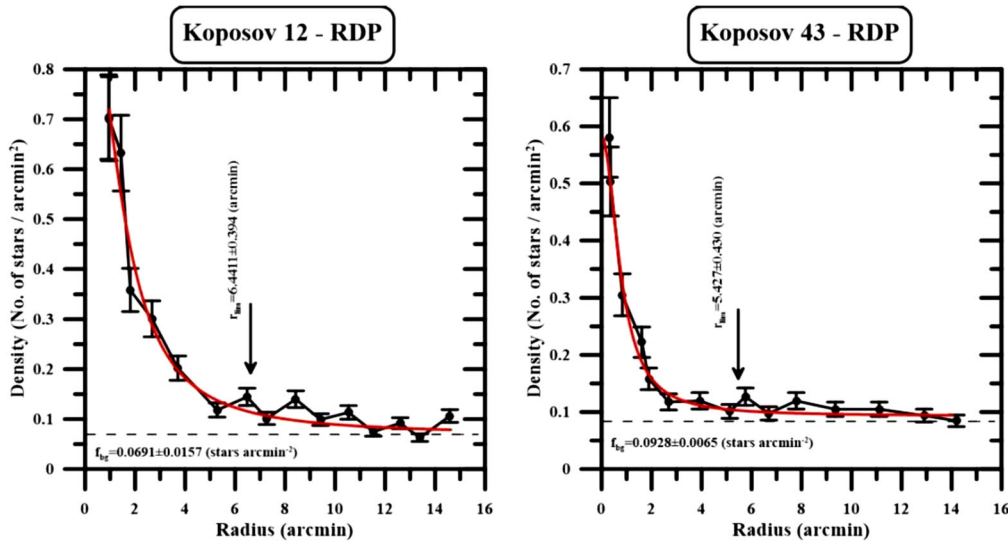 Koposov 12 - RDP
0.8
0.7
0.6
0.5
0.4
0.3
0.2
0.1
0
Density (No. of stars / arcmin²)
r_lim=6.4411±0.394 (arcmin)
f_bg=0.0691±0.0157 (stars arcmin⁻²)
0 2 4 6 8 10 12 14 16
Radius (arcmin)
Koposov 43 - RDP
0.7
0.6
0.5
0.4
0.3
0.2
0.1
0
Density (No. of stars / arcmin²)
r_lim=5.427±0.430 (arcmin)
f_bg=0.0928±0.0065 (stars arcmin⁻²)
0 2 4 6 8 10 12 14 16
Radius (arcmin)